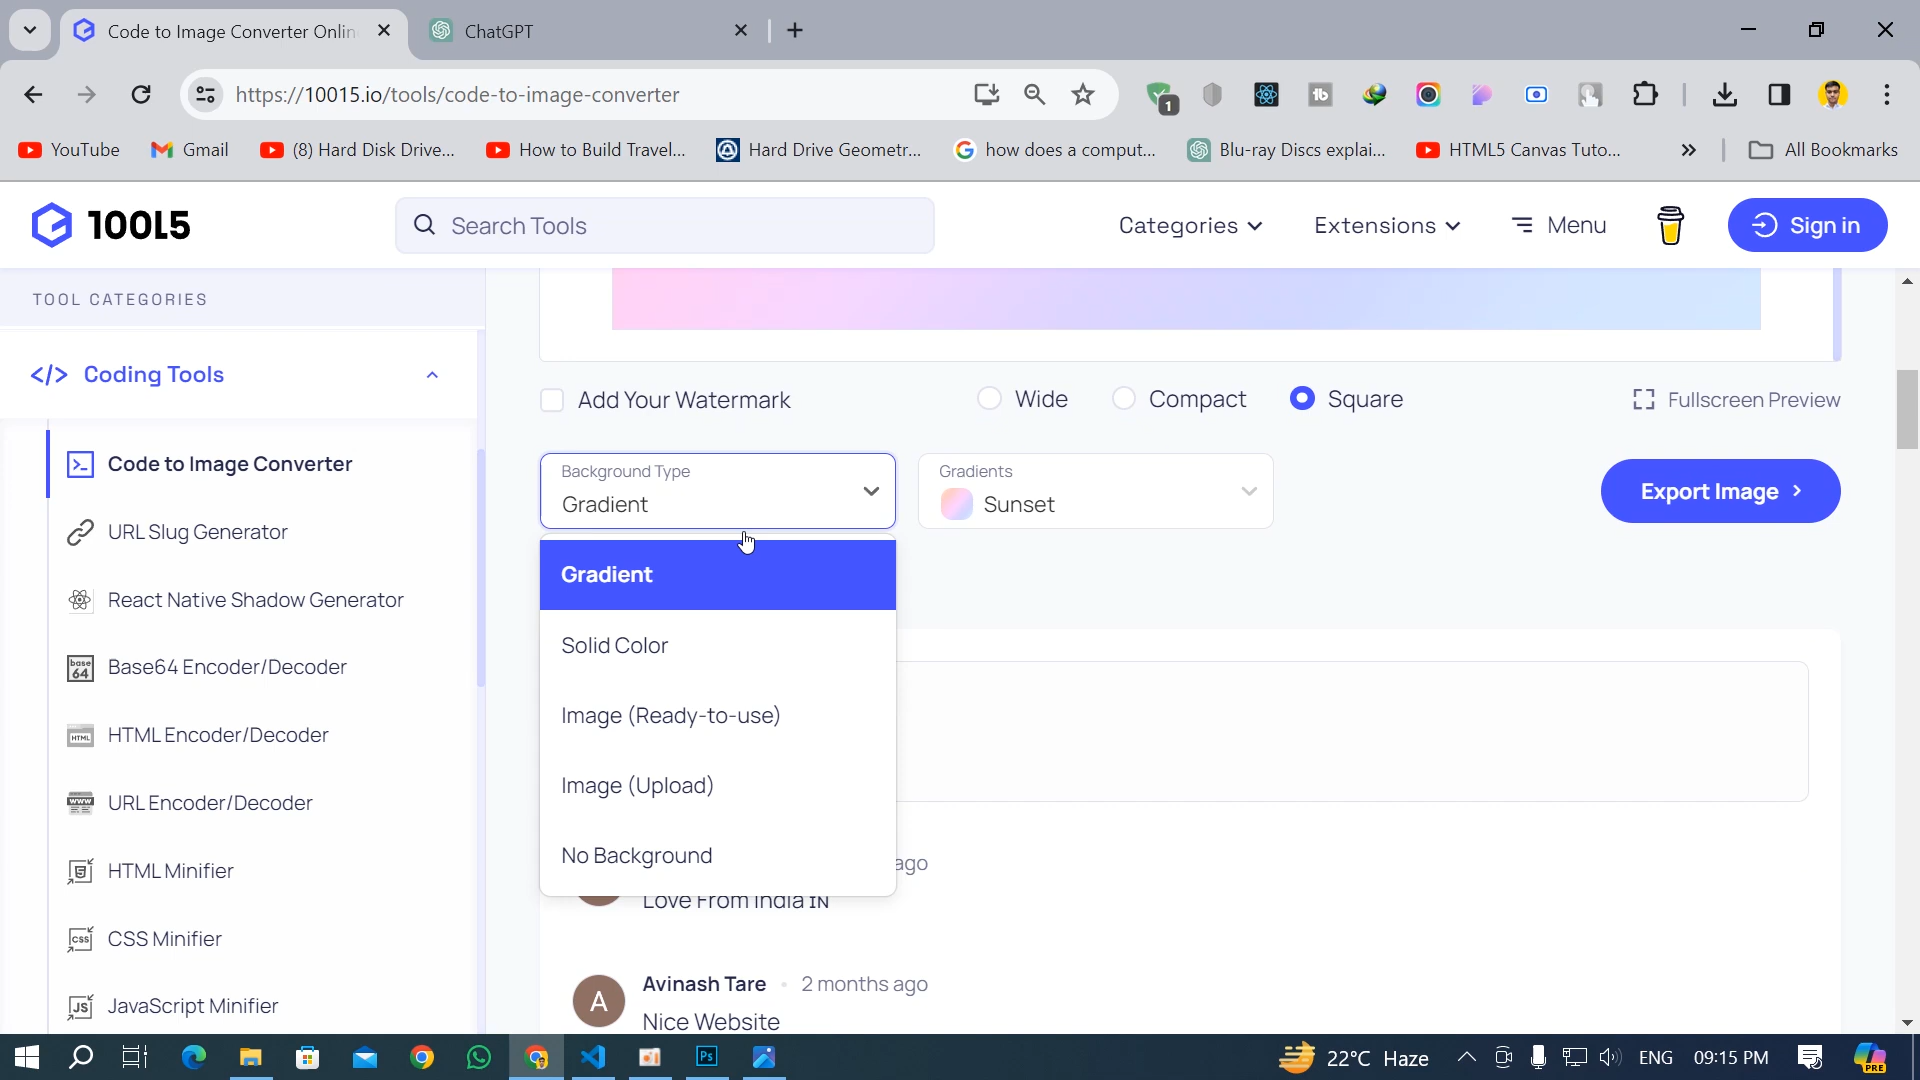 Code to Image Converter Onlin
ChatGPT
https://10015.io/tools/code-to-image-converter
1
YouTube
Gmail
(8) Hard Disk Drive...
How to Build Travel...
Hard Drive Geometr...
how does a comput...
Blu-ray Discs explai...
HTML5 Canvas Tuto...
All Bookmarks
10015
Search Tools
Categories
Extensions
Menu
Sign in
TOOL CATEGORIES
Coding Tools
Code to Image Converter
URL Slug Generator
React Native Shadow Generator
Base64 Encoder/Decoder
HTML Encoder/Decoder
URL Encoder/Decoder
HTML Minifier
CSS Minifier
JavaScript Minifier
Add Your Watermark
Wide
Compact
Square
Fullscreen Preview
Background Type
Gradient
Gradients
Sunset
Export Image
Gradient
Solid Color
Image (Ready-to-use)
Image (Upload)
No Background
ago
Love From India IN
A
Avinash Tare
2 months ago
Nice Website
22°C Haze
ENG
09:15 PM
PRE